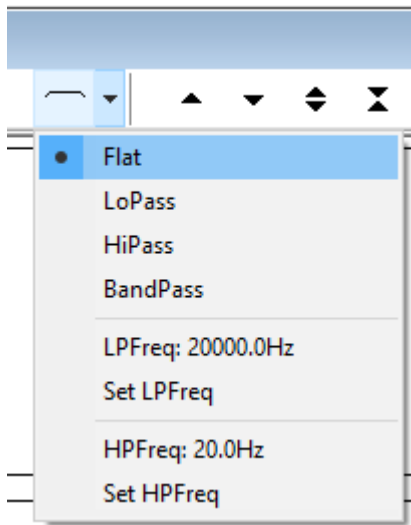 Flat
LoPass
HiPass
BandPass
LPFreq: 20000.0Hz
Set LPFreq
HPFreq: 20.0Hz
Set HPFreq